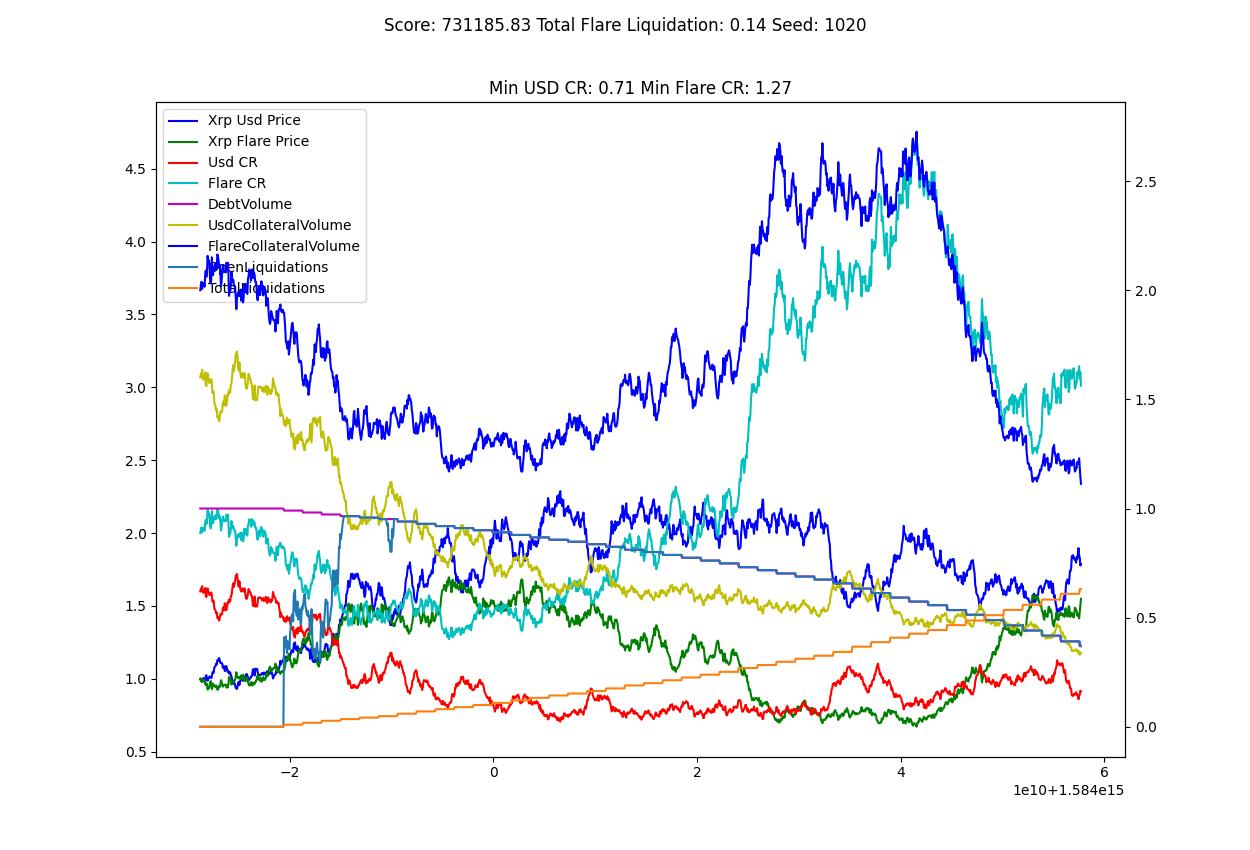 Score: 731185.83 Total Flare Liquidation: 0.14 Seed: 1020
Min USD CR: 0.71 Min Flare CR: 1.27
Xrp Usd Price
Xrp Flare Price
Usd CR
Flare CR
DebtVolume
UsdCollateralVolume
FlareCollateralVolume
OpenLiquidations
TotalLiquidations
4.5
4.0
3.5
3.0
2.5
2.0
1.5
1.0
0.5
2.5
2.0
1.5
1.0
0.5
0.0
−2
0
2
4
6
1e10+1.584e15